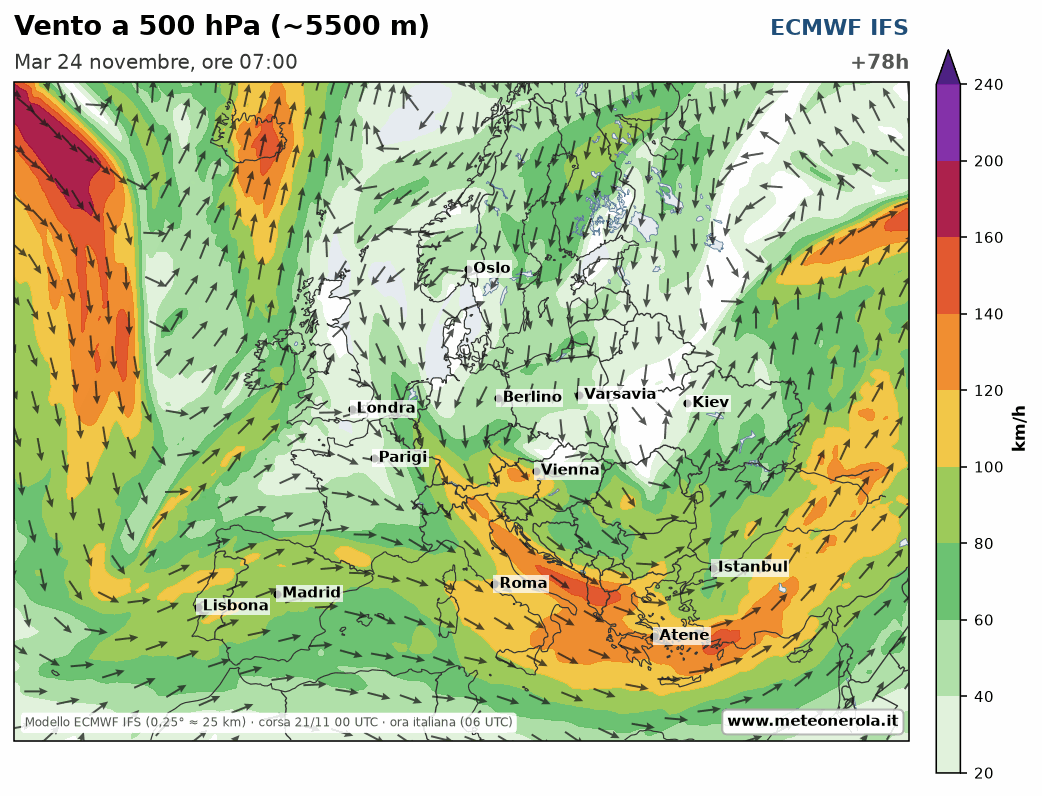 Vento a 500 hPa (~5500 m)
ECMWF IFS
Mar 24 novembre, ore 07:00
+78h
240
200
160
140
120
100
80
60
40
20
km/h
Oslo
Berlino
Varsavia
Kiev
Londra
Parigi
Vienna
Istanbul
Roma
Madrid
Lisbona
Atene
Modello ECMWF IFS (0,25° ≈ 25 km) · corsa 21/11 00 UTC · ora italiana (06 UTC)
www.meteonerola.it